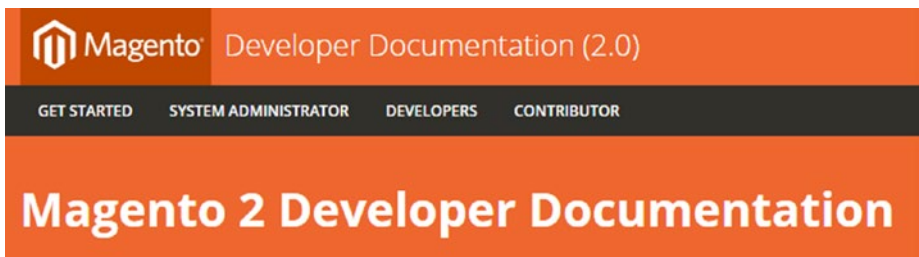 Magento® Developer Documentation (2.0)
GET STARTED SYSTEM ADMINISTRATOR DEVELOPERS CONTRIBUTOR
Magento 2 Developer Documentation